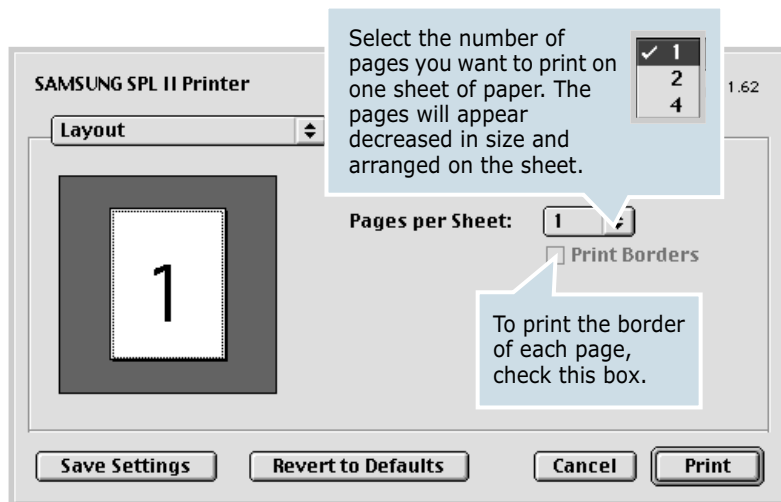 Select the number of
pages you want to print on
one sheet of paper. The
pages will appear
decreased in size and
arranged on the sheet.
✓ 1
2
4
SAMSUNG SPL II Printer
1.62
Layout
1
Pages per Sheet: 1
Print Borders
To print the border
of each page,
check this box.
Save Settings Revert to Defaults Cancel Print